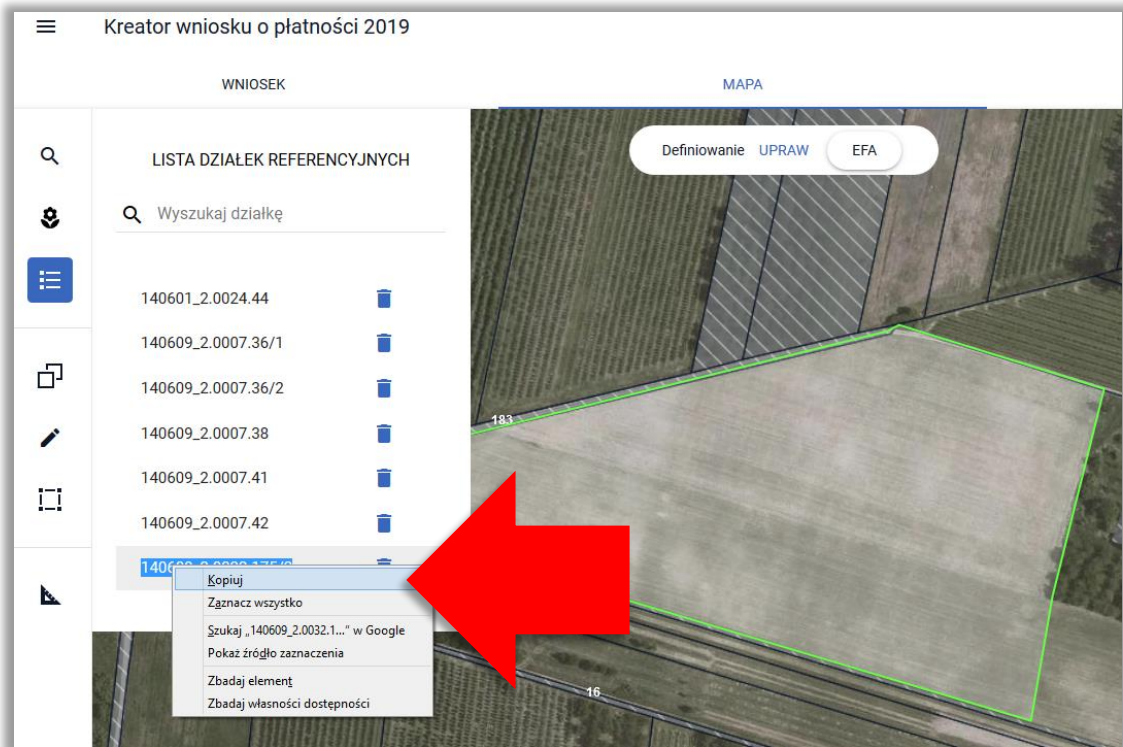 Kreator wniosku o płatności 2019
WNIOSEK
MAPA
LISTA DZIAŁEK REFERENCYJNYCH
Wyszukaj działkę
Definiowanie UPRAW EFA
140601_2.0024.44
140609_2.0007.36/1
140609_2.0007.36/2
140609_2.0007.38
140609_2.0007.41
140609_2.0007.42
183
Kopiuj
Zaznacz wszystko
Szukaj „140609_2.0032.1...” w Google
Pokaż źródło zaznaczenia
Zbadaj element
Zbadaj własności dostępności
16